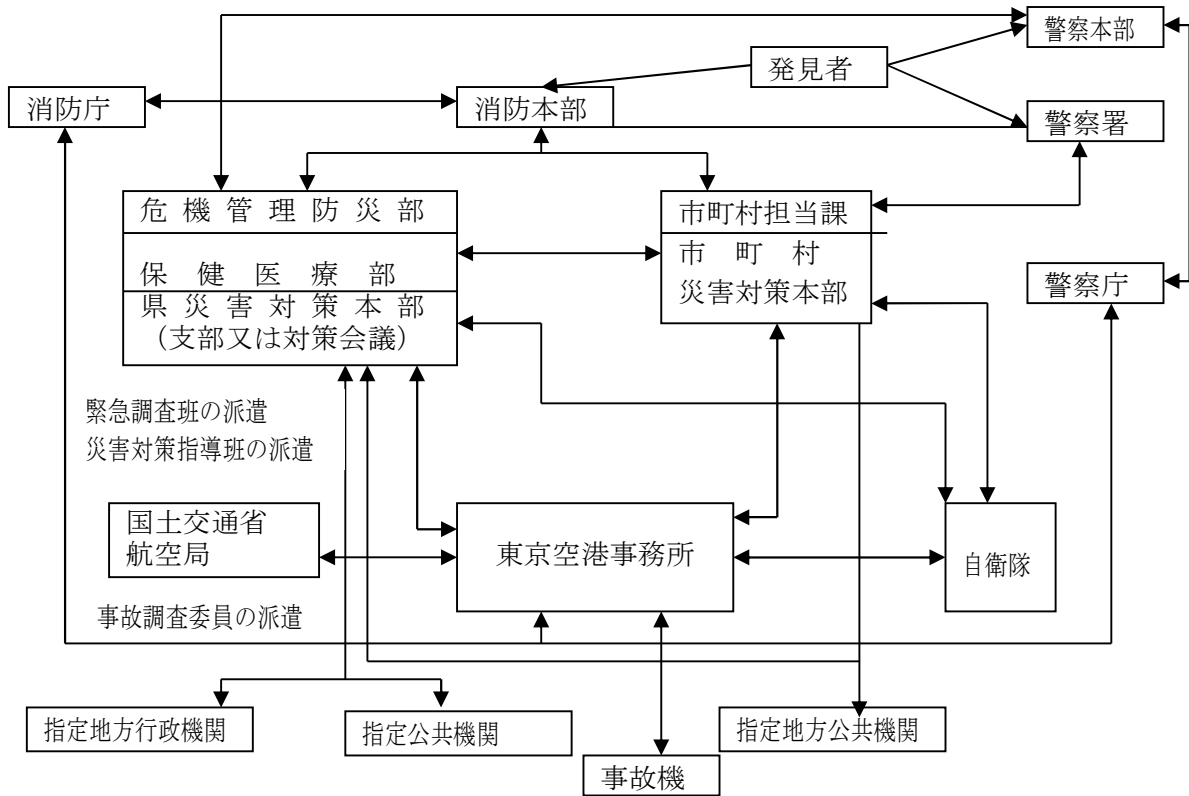 警察本部
発見者
消防庁
消防本部
警察署
危機管理防災部
保健医療部
県災害対策本部
（支部又は対策会議）
市町村担当課
市町村
災害対策本部
警察庁
緊急調査班の派遣
災害対策指導班の派遣
国土交通省
航空局
東京空港事務所
自衛隊
事故調査委員の派遣
指定地方行政機関
指定公共機関
指定地方公共機関
事故機